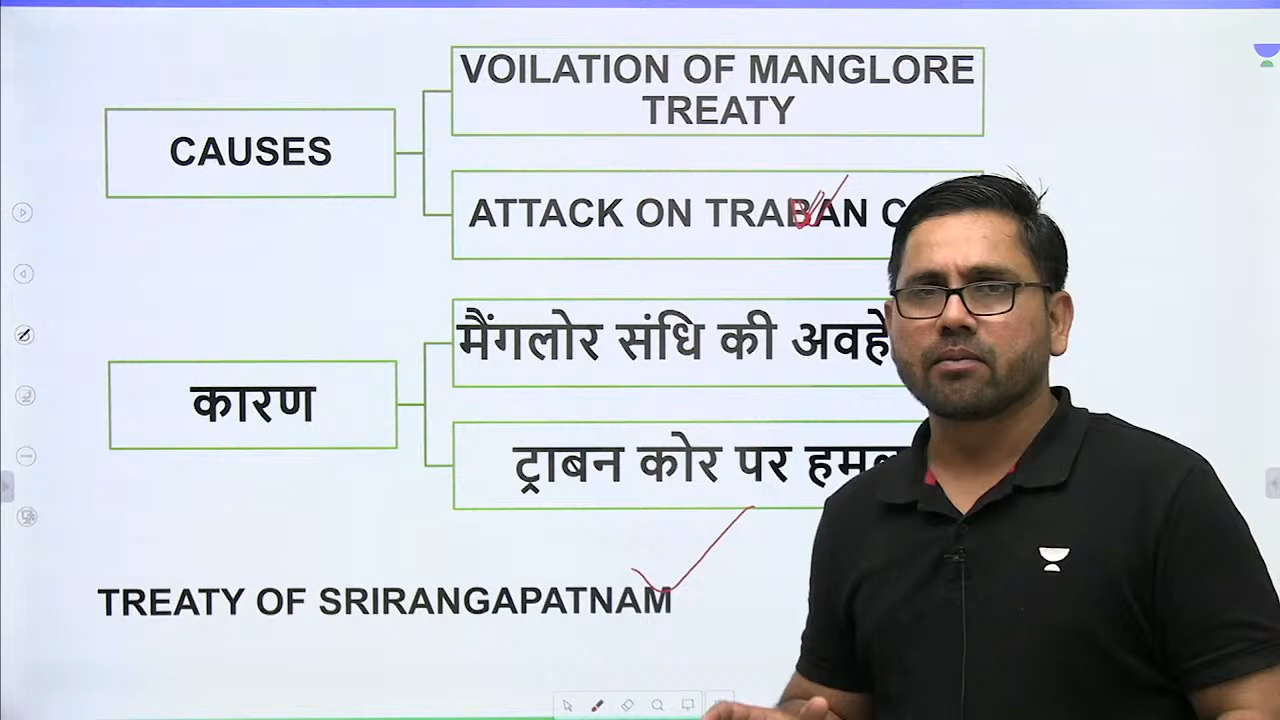 VOILATION OF MANGLORE
TREATY
CAUSES
ATTACK ON TRABAN
मैंगलोर संधि की
कारण
ट्राबन कोर पर
TREATY OF SRIRANGAPATNAM